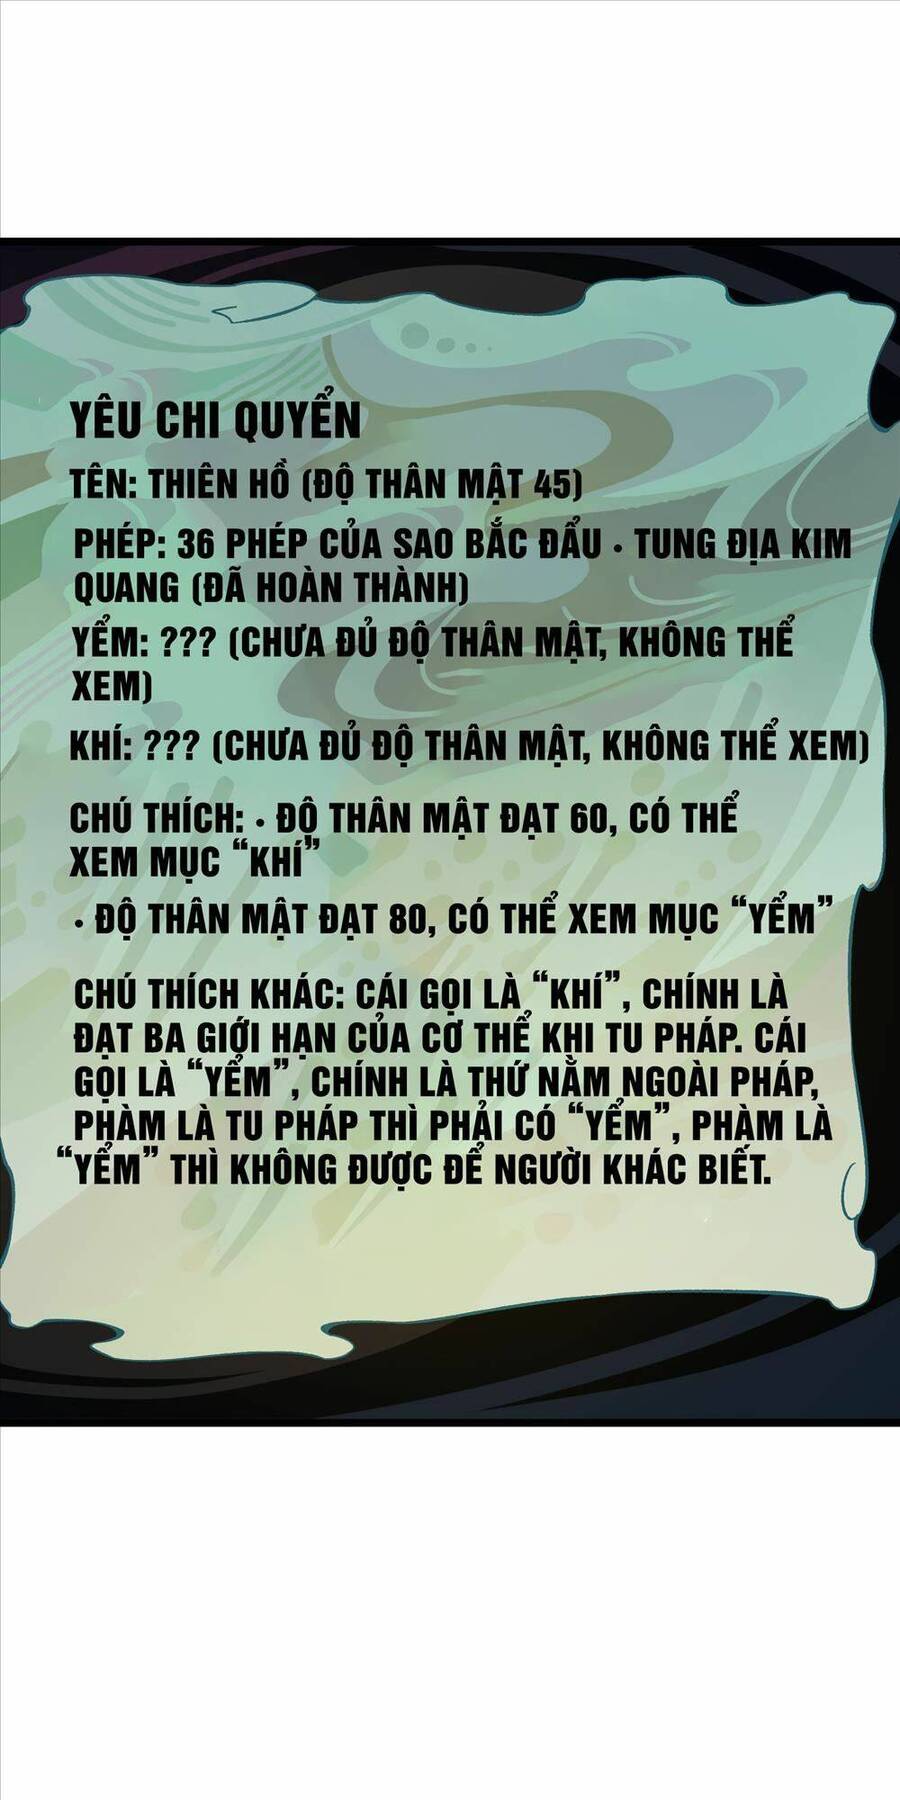 YÊU CHI QUYỂN
TÊN: THIÊN HỒ (ĐỘ THÂN MẬT 45)
PHÉP: 36 PHÉP CỦA SAO BẮC ĐẨU • TUNG ĐỊA KIM
QUANG (ĐÃ HOÀN THÀNH)
YỂM: ??? (CHƯA ĐỦ ĐỘ THÂN MẬT, KHÔNG THỂ
XEM)
KHÍ: ??? (CHƯA ĐỦ ĐỘ THÂN MẬT, KHÔNG THỂ XEM)
CHÚ THÍCH: • ĐỘ THÂN MẬT ĐẠT 60, CÓ THỂ
XEM MỤC “KHÍ”
• ĐỘ THÂN MẬT ĐẠT 80, CÓ THỂ XEM MỤC “YỂM”
CHÚ THÍCH KHÁC: CÁI GỌI LÀ “KHÍ”, CHÍNH LÀ
ĐẠT BA GIỚI HẠN CỦA CƠ THỂ KHI TU PHÁP. CÁI
GỌI LÀ “YỂM”, CHÍNH LÀ THỨ NẰM NGOÀI PHÁP,
PHÀM LÀ TU PHÁP THÌ PHẢI CÓ “YỂM”, PHÀM LÀ
“YỂM” THÌ KHÔNG ĐƯỢC ĐỂ NGƯỜI KHÁC BIẾT.